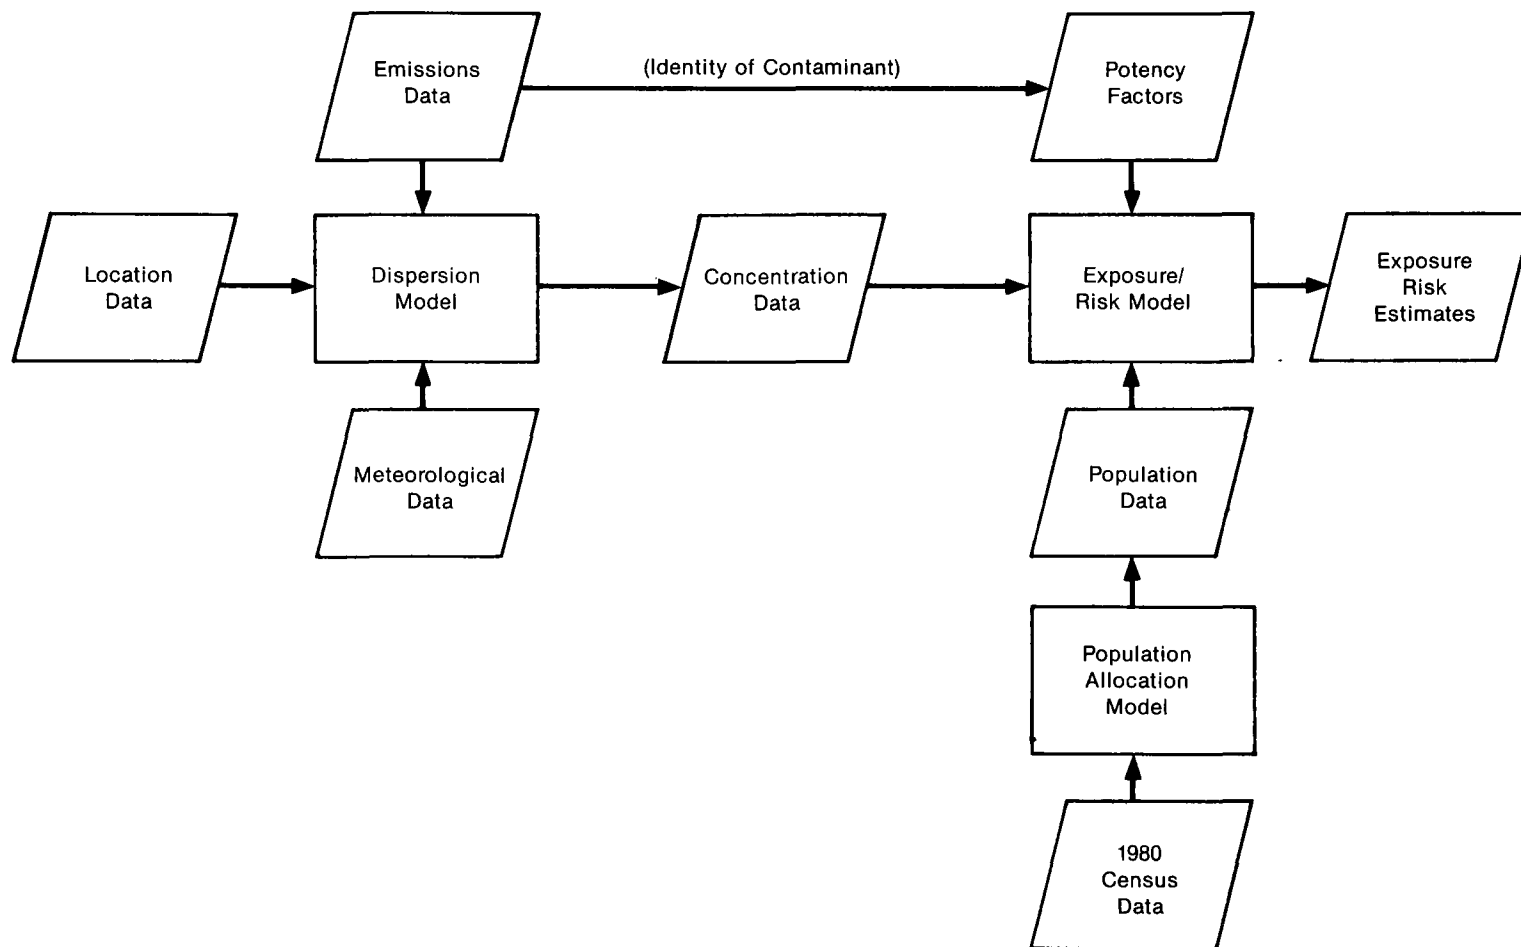 Emissions
Data
(Identity of Contaminant)
Potency
Factors
Location
Data
Dispersion
Model
Concentration
Data
Exposure/
Risk Model
Exposure
Risk
Estimates
Meteorological
Data
Population
Data
Population
Allocation
Model
1980
Census
Data